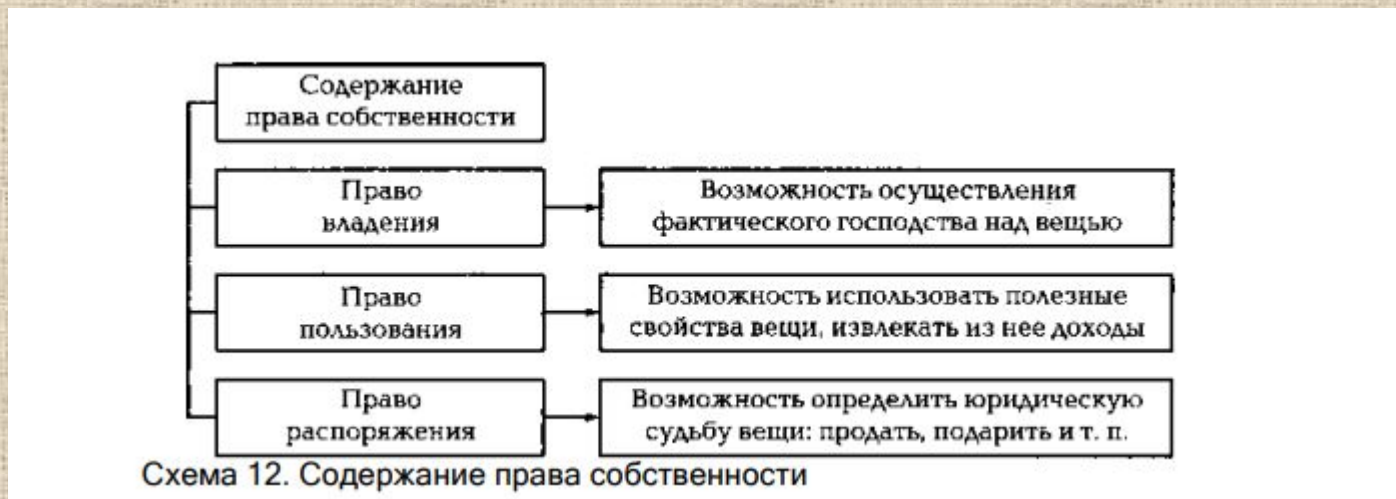 Содержание
права собственности
Право
владения
Возможность осуществления
фактического господства над вещью
Право
пользования
Возможность использовать полезные
свойства вещи, извлекать из нее доходы
Право
распоряжения
Возможность определить юридическую
судьбу вещи: продать, подарить и т. п.
Схема 12. Содержание права собственности